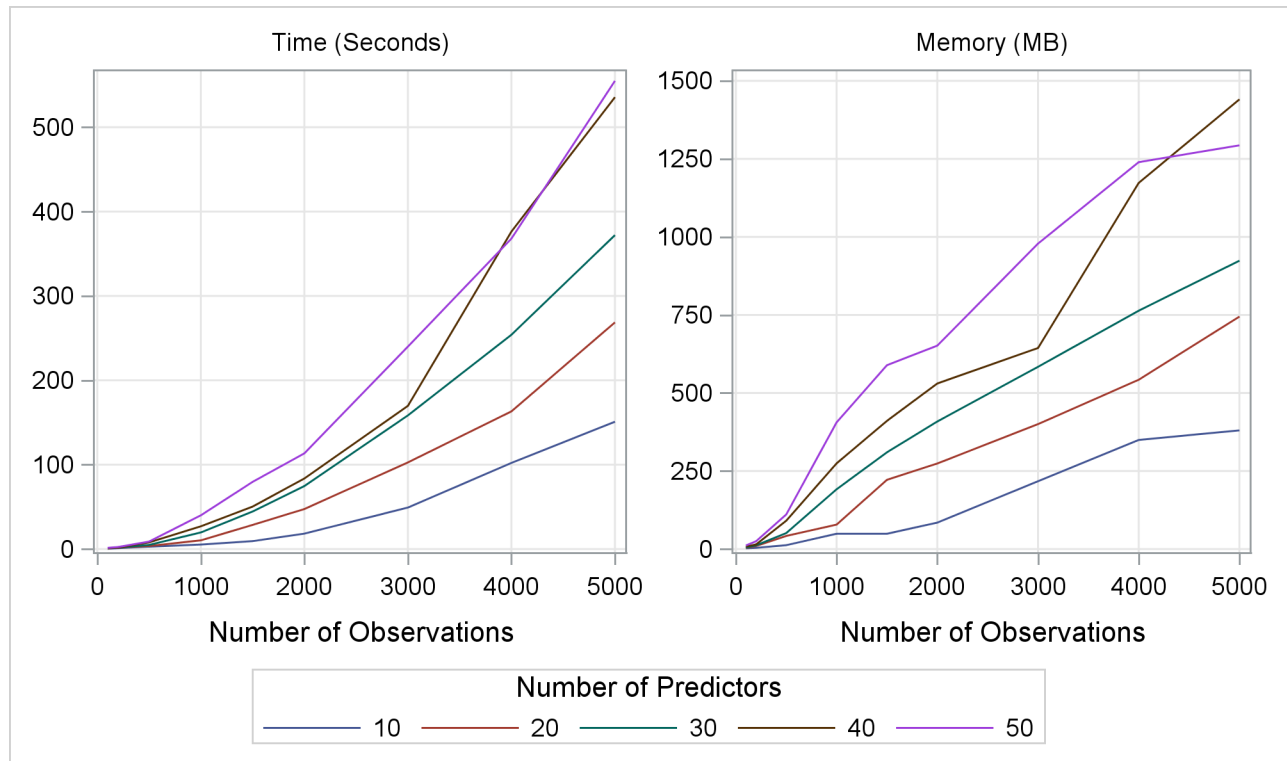 Time (Seconds)
500
400
300
200
100
0
0 1000 2000 3000 4000 5000
Number of Observations
Memory (MB)
1500
1250
1000
750
500
250
0
0 1000 2000 3000 4000 5000
Number of Observations
Number of Predictors
10 20 30 40 50